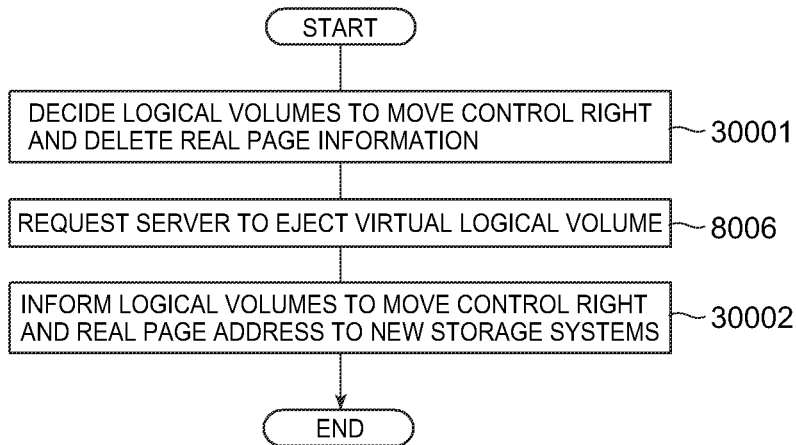 START
DECIDE LOGICAL VOLUMES TO MOVE CONTROL RIGHT
AND DELETE REAL PAGE INFORMATION
30001
REQUEST SERVER TO EJECT VIRTUAL LOGICAL VOLUME
8006
INFORM LOGICAL VOLUMES TO MOVE CONTROL RIGHT
AND REAL PAGE ADDRESS TO NEW STORAGE SYSTEMS
30002
END